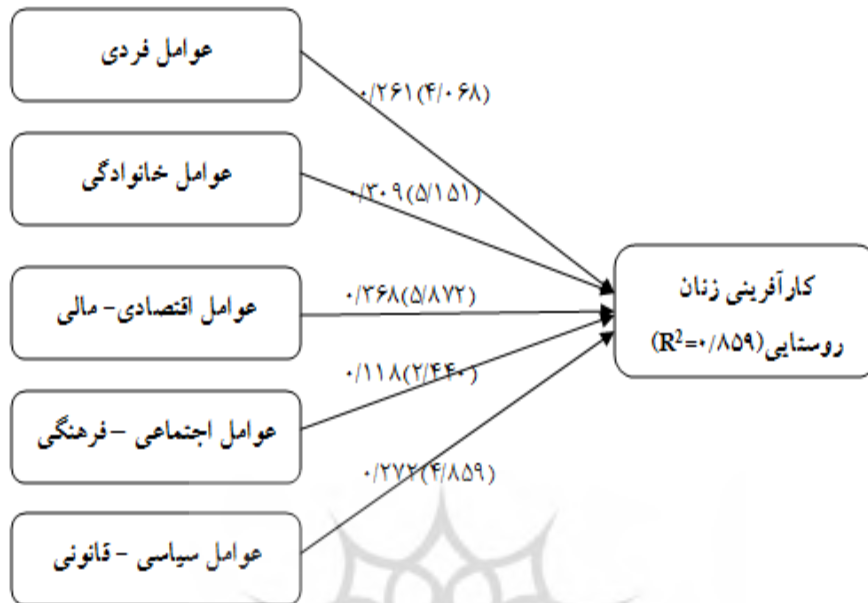 عوامل فردی
۰/۲۶۱(۴/۰۶۸)
عوامل خانوادگی
۰/۳۰۹(۵/۱۵۱)
عوامل اقتصادی- مالی
۰/۳۶۸(۵/۸۷۲)
کارآفرینی زنان
روستایی(R²=۰/۸۵۹)
۰/۱۱۸(۲/۴۴۰)
عوامل اجتماعی –فرهنگی
۰/۲۷۲(۴/۸۵۹)
عوامل سیاسی - قانونی